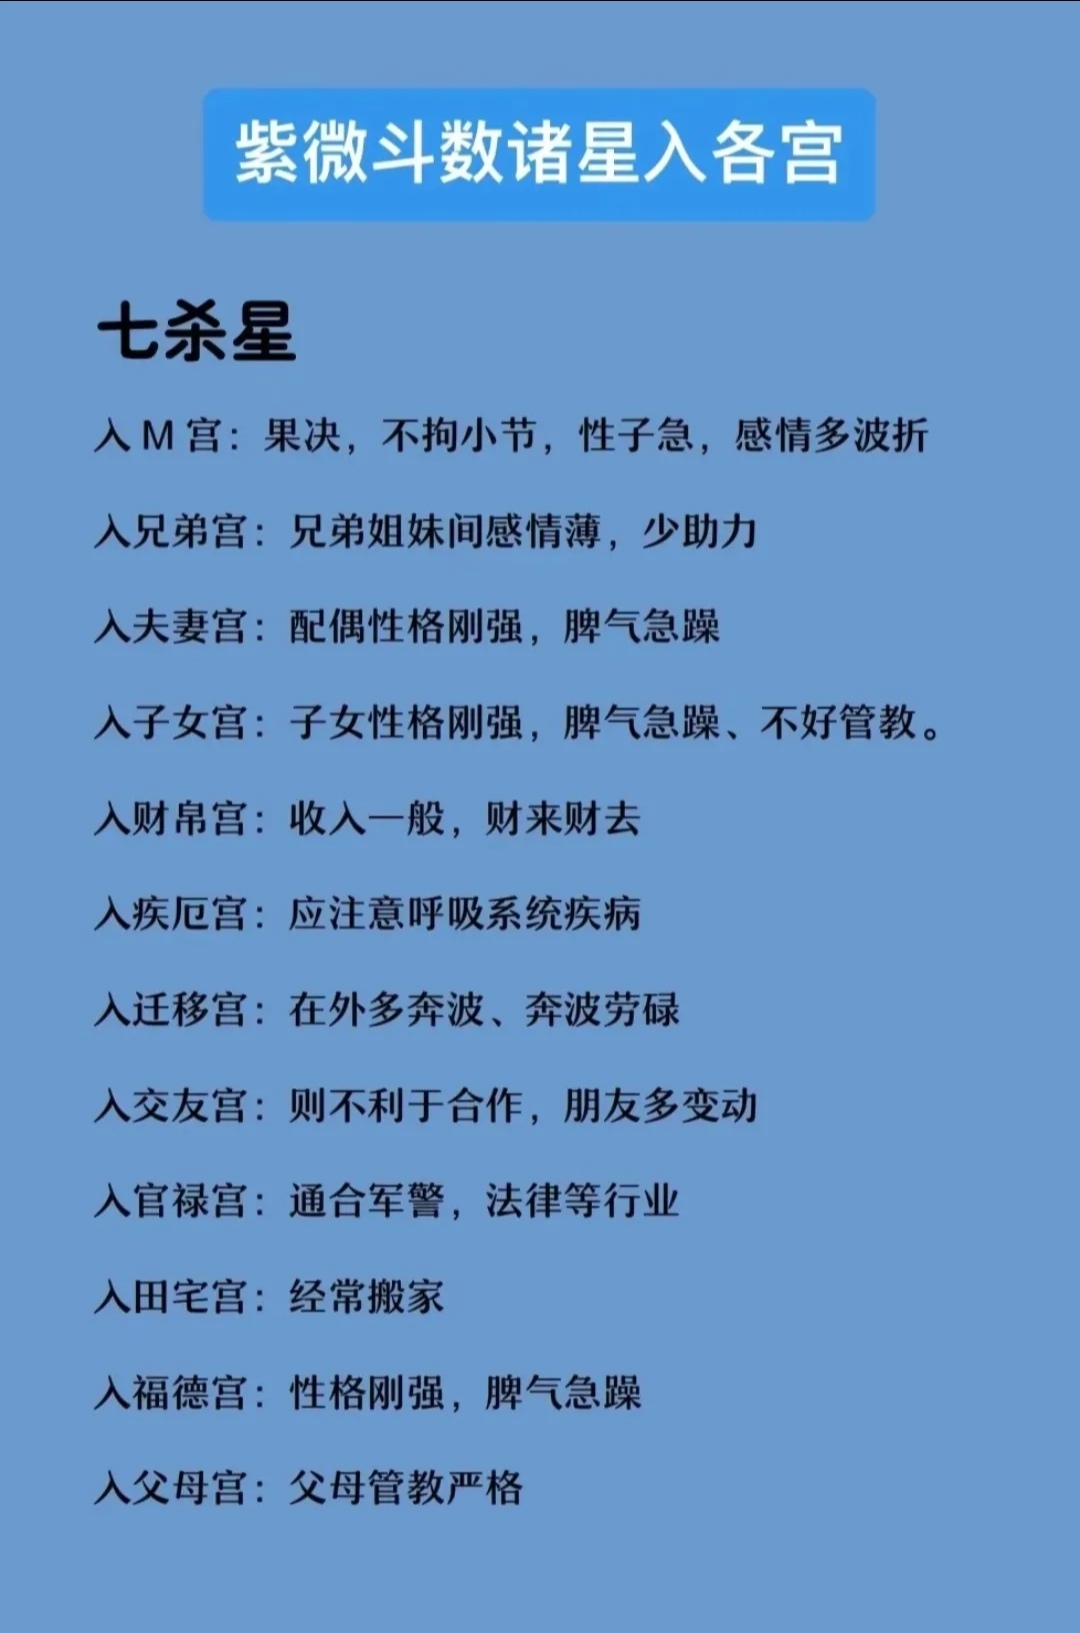 紫微斗数诸星入各宫
七杀星
入 M 宫：果决，不拘小节，性子急，感情多波折
入兄弟宫：兄弟姐妹间感情薄，少助力
入夫妻宫：配偶性格刚强，脾气急躁
入子女宫：子女性格刚强，脾气急躁、不好管教。
入财帛宫：收入一般，财来财去
入疾厄宫：应注意呼吸系统疾病
入迁移宫：在外多奔波、奔波劳碌
入交友宫：则不利于合作，朋友多变动
入官禄宫：通合军警，法律等行业
入田宅宫：经常搬家
入福德宫：性格刚强，脾气急躁
入父母宫：父母管教严格